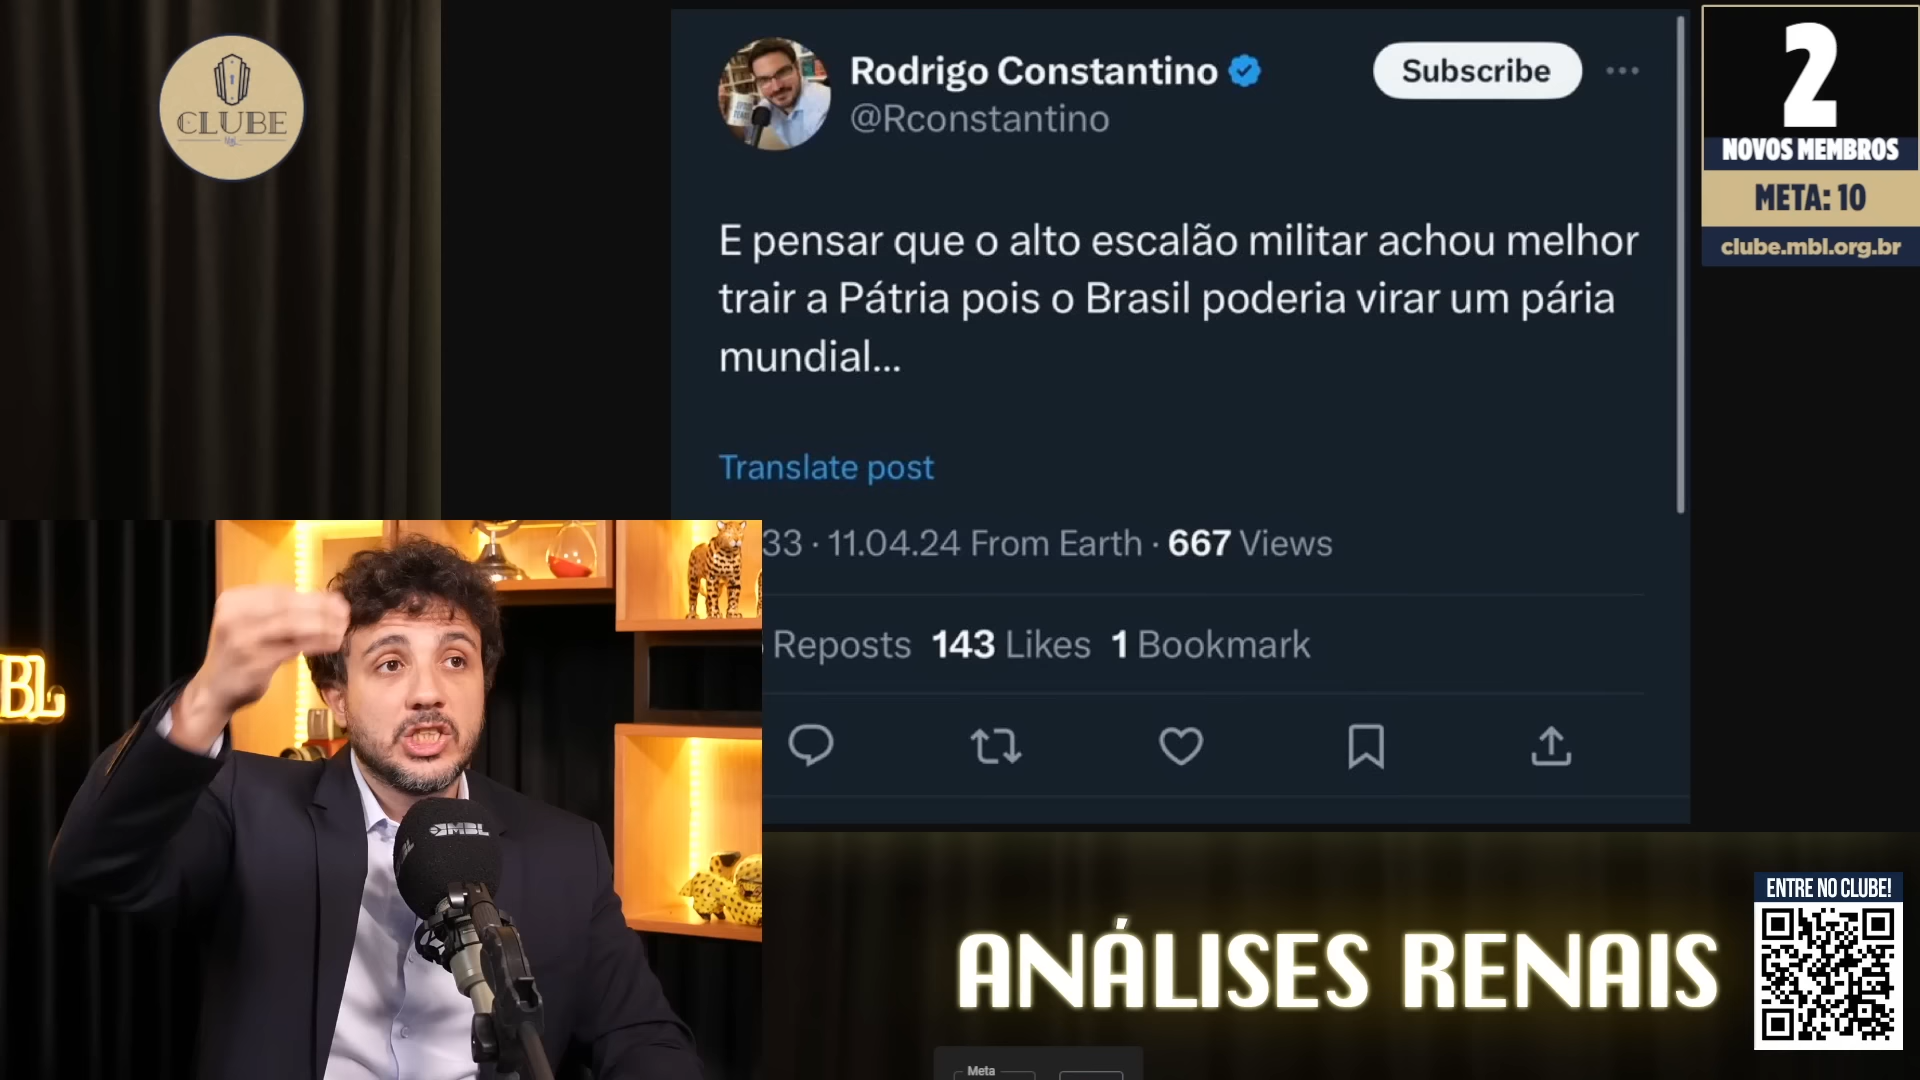 CLUBE
Rodrigo Constantino
@Rconstantino
Subscribe
E pensar que o alto escalão militar achou melhor
trair a Pátria pois o Brasil poderia virar um pária
mundial...
Translate post
33 · 11.04.24 From Earth · 667 Views
Reposts 143 Likes 1 Bookmark
2
NOVOS MEMBROS
META: 10
clube.mbl.org.br
BL
MBL
ANÁLISES RENAIS
ENTRE NO CLUBE!
Meta